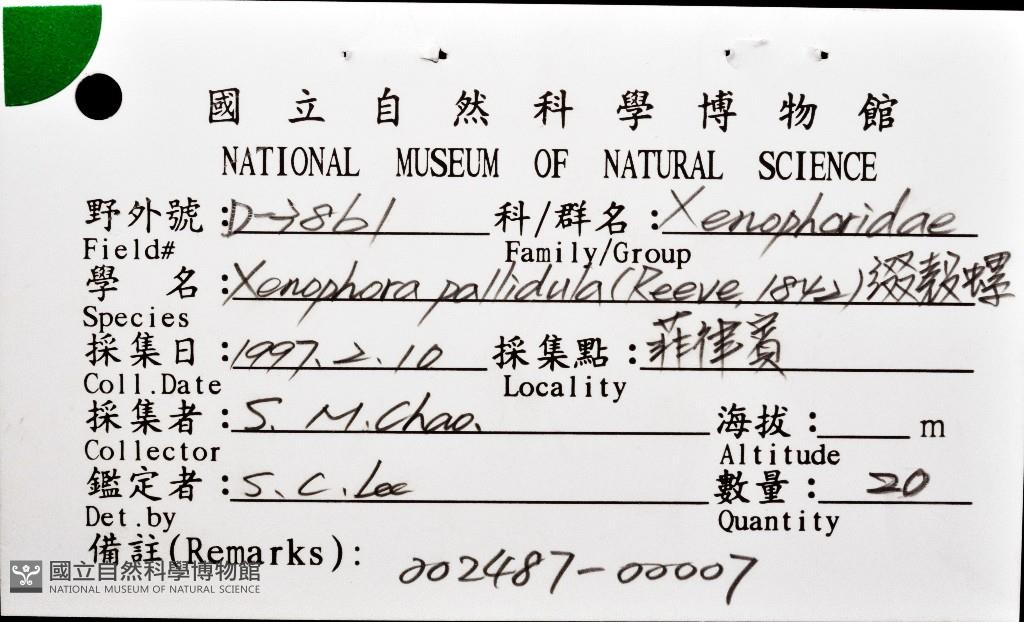 國立自然科學博物館
NATIONAL MUSEUM OF NATURAL SCIENCE
野外號: 科/群名: Xenophoridae
Field# Family/Group
學 名: Xenophora pallidula (Reeve, 1842) 綴殼螺
Species
採集日: 1997. 2. 10 採集點: 菲律賓
Coll.Date Locality
採集者: S. M. Chao. 海拔: m
Collector Altitude
鑑定者: S. C. Lee 數量: 20
Det.by Quantity
備註(Remarks): 002487-00007
國立自然科學博物館
NATIONAL MUSEUM OF NATURAL SCIENCE